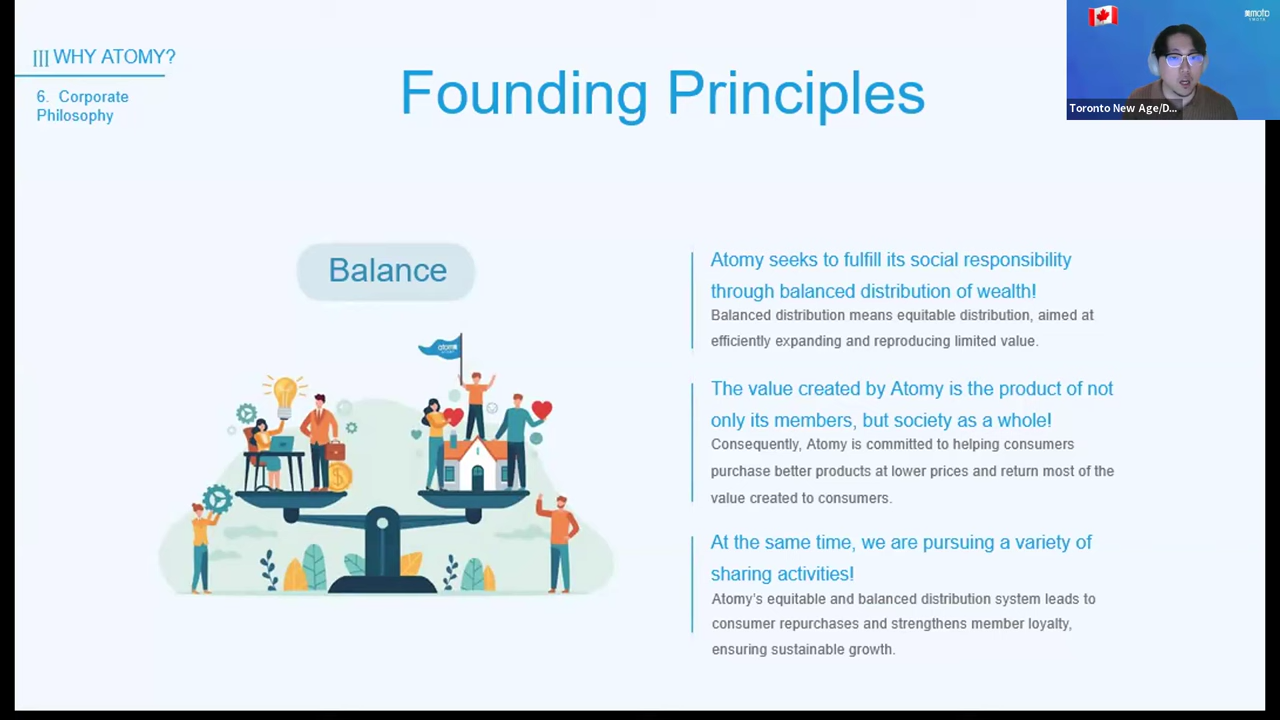 III WHY ATOMY?
6. Corporate
Philosophy
Founding Principles
Toronto New Age/D...
Balance
Atomy seeks to fulfill its social responsibility
through balanced distribution of wealth!
Balanced distribution means equitable distribution, aimed at
efficiently expanding and reproducing limited value.
The value created by Atomy is the product of not
only its members, but society as a whole!
Consequently, Atomy is committed to helping consumers
purchase better products at lower prices and return most of the
value created to consumers.
At the same time, we are pursuing a variety of
sharing activities!
Atomy's equitable and balanced distribution system leads to
consumer repurchases and strengthens member loyalty,
ensuring sustainable growth.